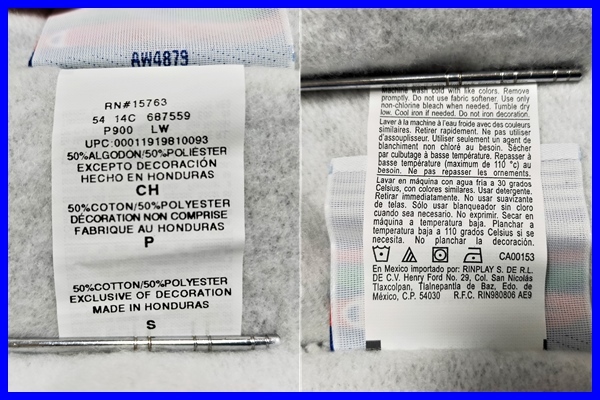 AW4879
RN#15763
54 14C 687559
P900 LW
UPC:00011919810093
50%ALGODON/50%POLIESTER
EXCEPTO DECORACIÓN
HECHO EN HONDURAS
CH
50%COTON/50%POLYESTER
DÉCORATION NON COMPRISE
FABRIQUE AU HONDURAS
P
50%COTTON/50%POLYESTER
EXCLUSIVE OF DECORATION
MADE IN HONDURAS
S
Machine wash cold with like colors. Remove
promptly. Do not use fabric softener. Use only
non-chlorine bleach when needed. Tumble dry
low. Cool iron if needed. Do not iron decoration.
Laver à la machine à l'eau froide avec des couleurs
similaires. Retirer rapidement. Ne pas utiliser
d'assouplisseur. Utiliser seulement un agent de
blanchiment non chloré au besoin. Sécher
par culbutage à basse température. Repasser à
basse température (maximum de 110 °c) au
besoin. Ne pas repasser les ornements.
Lavar en máquina con agua fria a 30 grados
Celsius, con colores similares. Usar detergente.
Retirar immediatamente. No usar suavizante
de telas. Sólo usar blanqueador sin cloro
cuando sea necesario. No exprimir. Secar en
máquina a temperatura baja. Planchar a
temperatura baja a 110 grados Celsius si se
necesita. No planchar la decoración.
CA00153
En Mexico importado por: RINPLAY S. DE R.L.
DE C.V. Henry Ford No. 29, Col. San Nicolás
Tlaxcolpan, Tlalnepantla de Baz, Edo. de
México, C.P. 54030 R.F.C. RIN980806 AE9